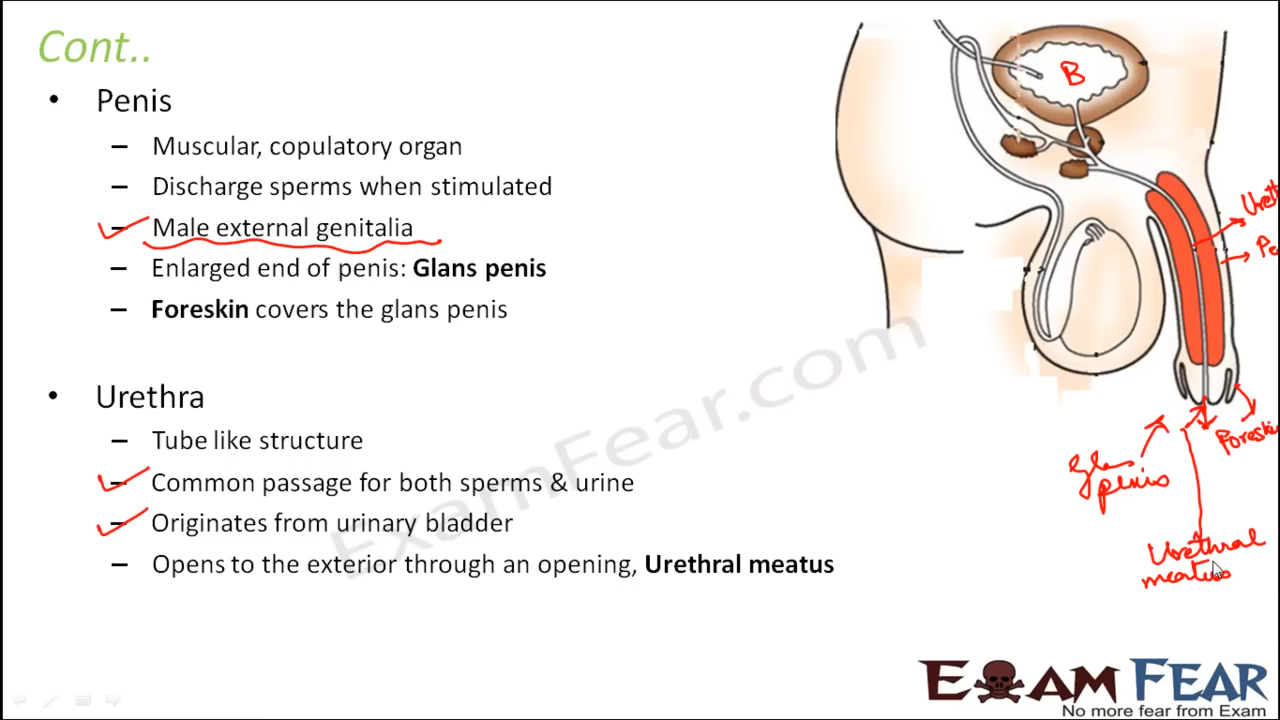 Cont..
• Penis
– Muscular, copulatory organ
– Discharge sperms when stimulated
– Male external genitalia
– Enlarged end of penis: Glans penis
– Foreskin covers the glans penis
• Urethra
– Tube like structure
– Common passage for both sperms & urine
– Originates from urinary bladder
– Opens to the exterior through an opening, Urethral meatus
B
Ureth
Pe
Foreskin
penis
Urethral
meatus
ExamFear.com
EXAM FEAR
No more fear from Exam